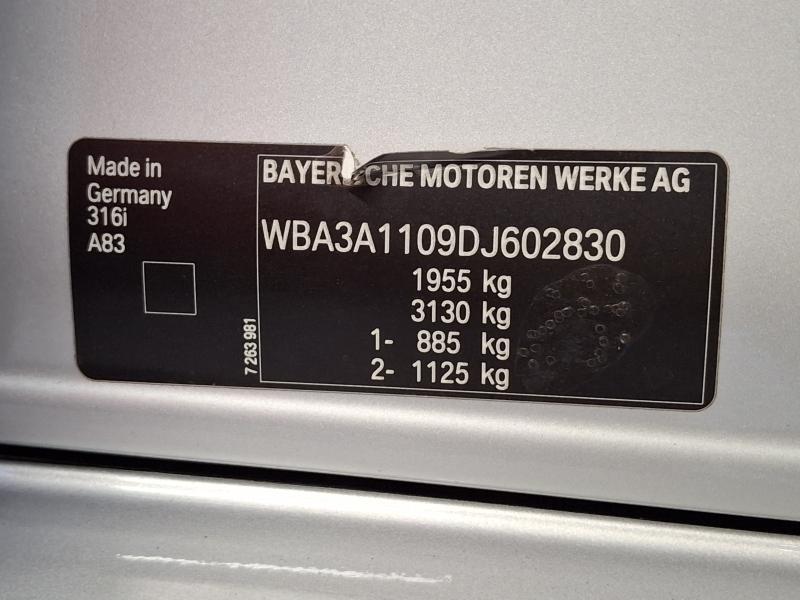 Made in
Germany
316i
A83
7 263 981
BAYERISCHE MOTOREN WERKE AG
WBA3A1109DJ602830
1955 kg
3130 kg
1- 885 kg
2- 1125 kg